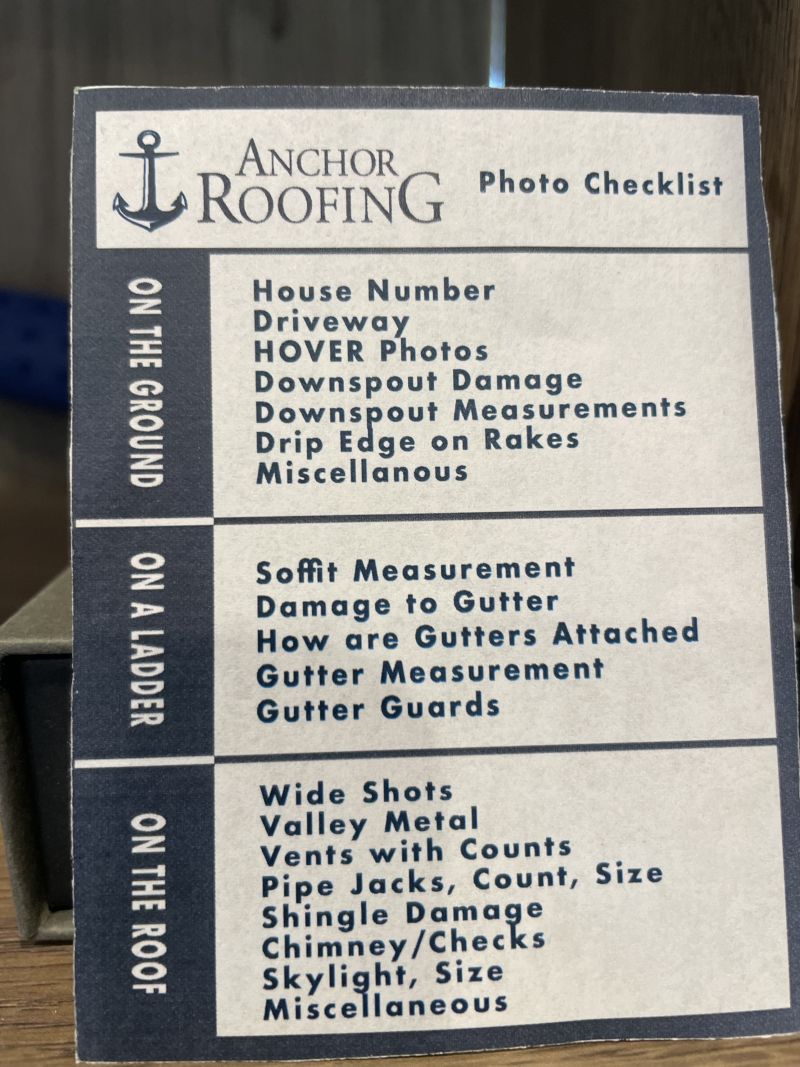 ANCHOR
ROOFING
Photo Checklist
ON THE GROUND
House Number
Driveway
HOVER Photos
Downspout Damage
Downspout Measurements
Drip Edge on Rakes
Miscellanous
ON A LADDER
Soffit Measurement
Damage to Gutter
How are Gutters Attached
Gutter Measurement
Gutter Guards
ON THE ROOF
Wide Shots
Valley Metal
Vents with Counts
Pipe Jacks, Count, Size
Shingle Damage
Chimney/Checks
Skylight, Size
Miscellaneous